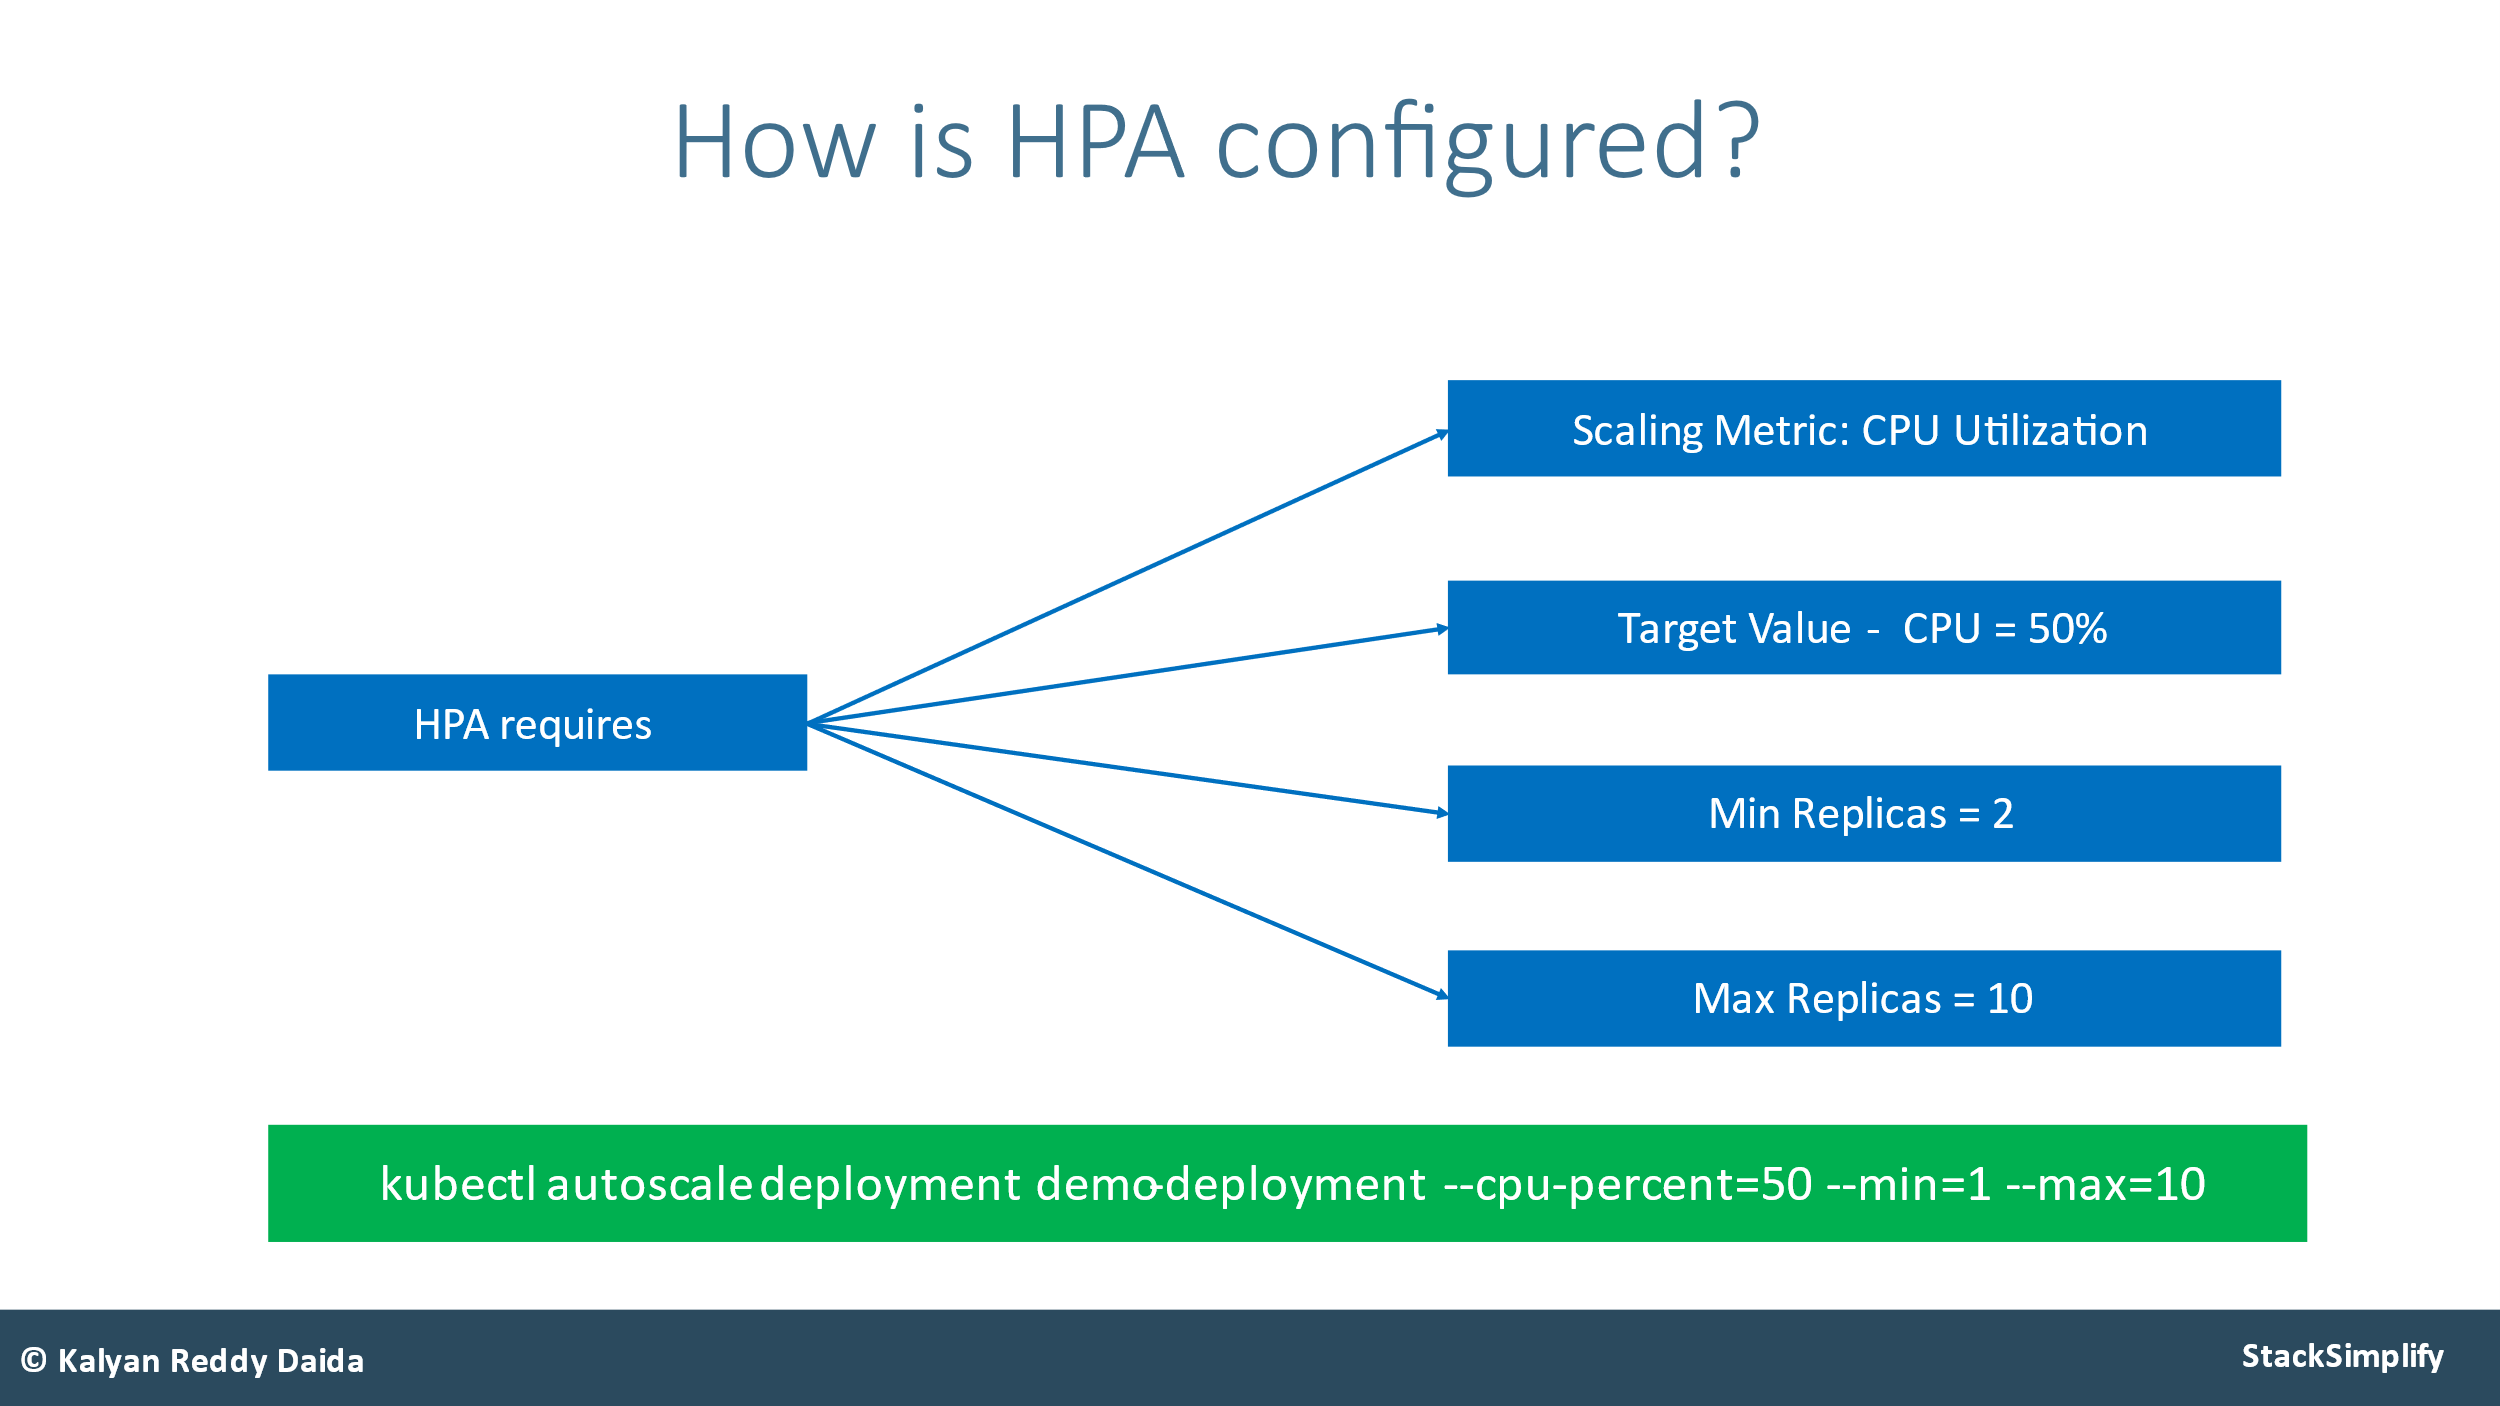 How is HPA configured?
Scaling Metric: CPU Utilization
Target Value - CPU = 50%
HPA requires
Min Replicas = 2
Max Replicas = 10
kubectl autoscale deployment demo-deployment --cpu-percent=50 --min=1 --max=10
© Kalyan Reddy Daida
StackSimplify